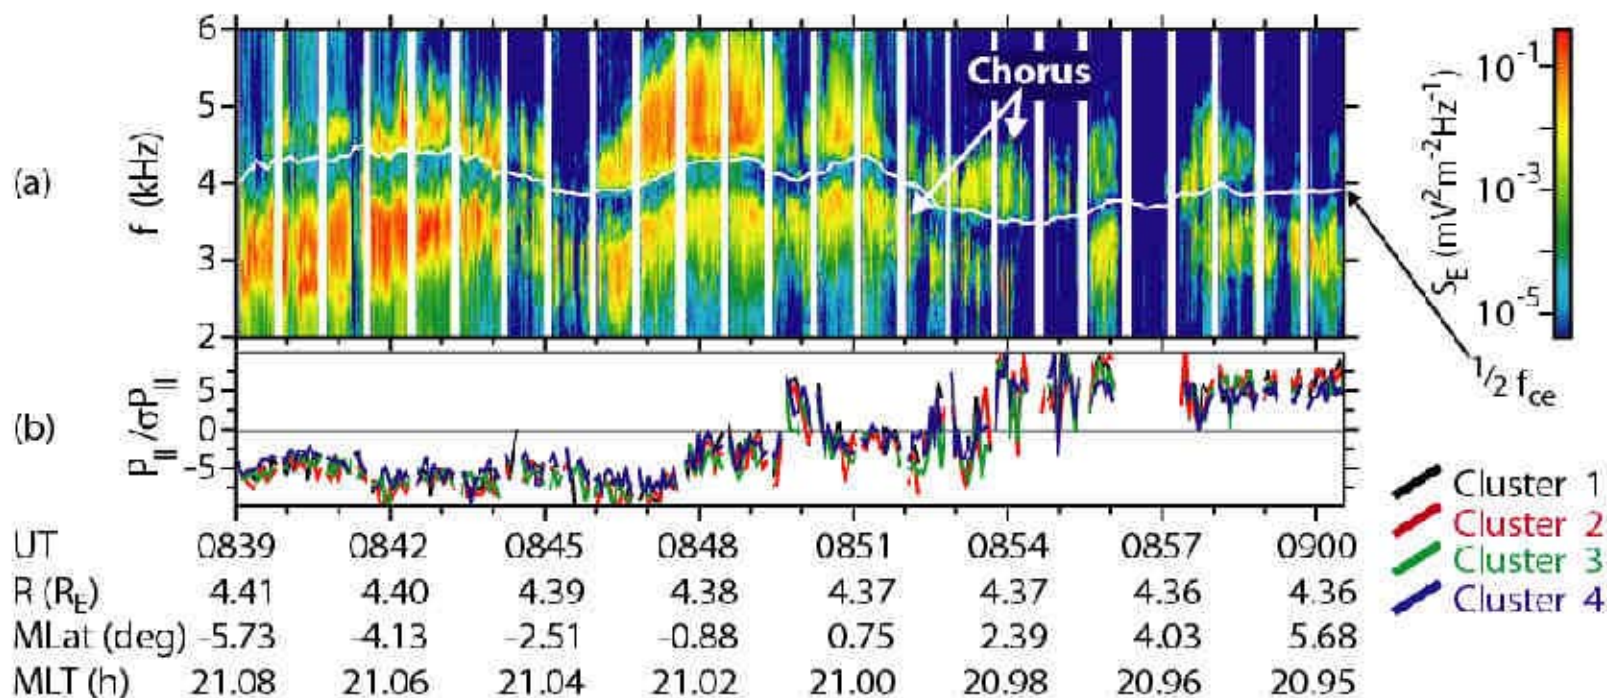 (a)
f (kHz)
6
5
4
3
2
Chorus
10⁻¹
10⁻³
10⁻⁵
S_E (mV²m⁻²Hz⁻¹)
1/2 f_ce
(b)
P_|| /σP_||
5
0
-5
Cluster 1
Cluster 2
Cluster 3
Cluster 4
UT 0839 0842 0845 0848 0851 0854 0857 0900
R (R_E) 4.41 4.40 4.39 4.38 4.37 4.37 4.36 4.36
MLat (deg) -5.73 -4.13 -2.51 -0.88 0.75 2.39 4.03 5.68
MLT (h) 21.08 21.06 21.04 21.02 21.00 20.98 20.96 20.95